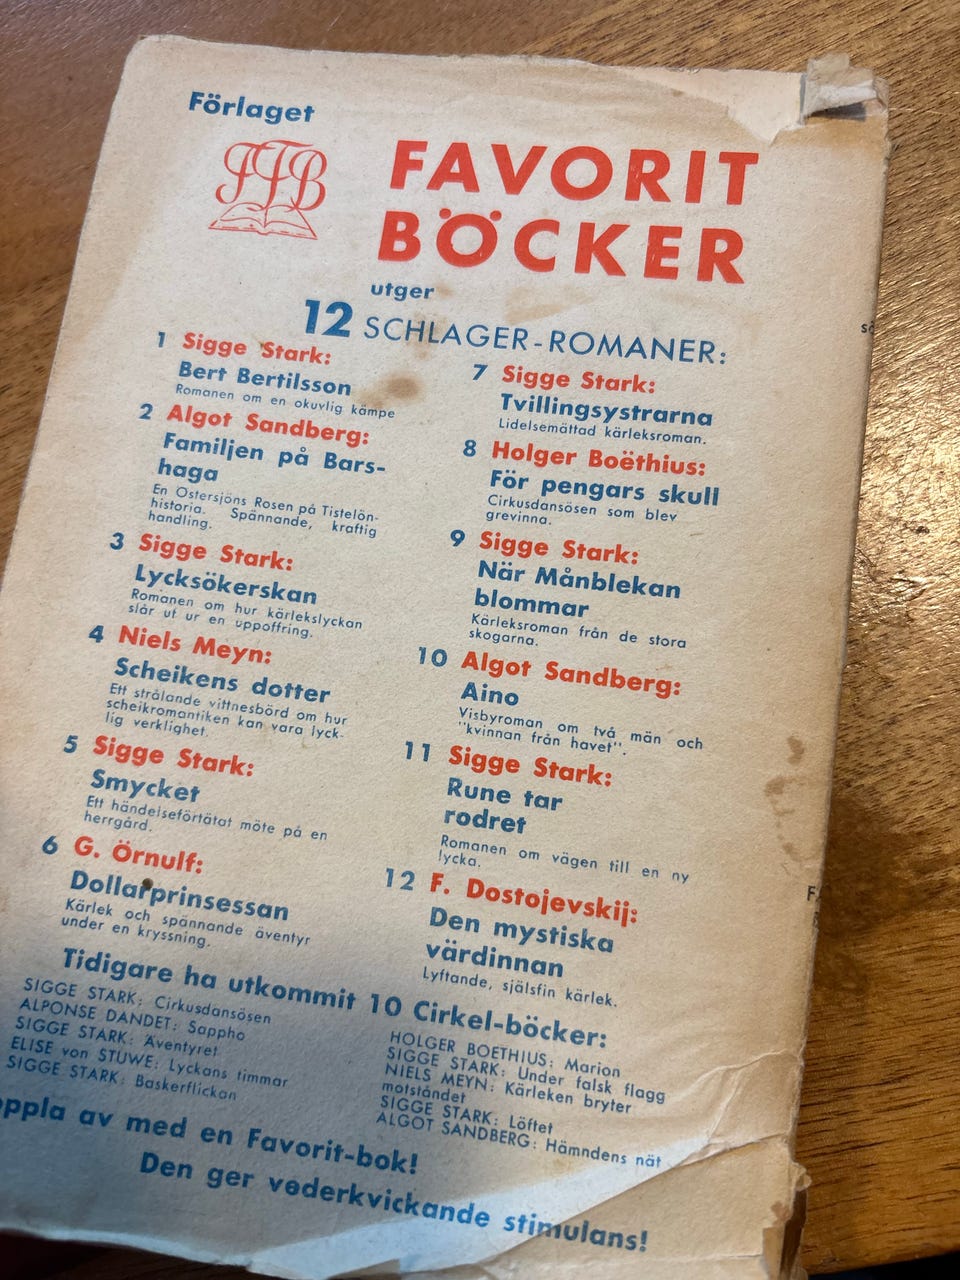 Förlaget
FFB
FAVORIT
BÖCKER
utger
12 SCHLAGER-ROMANER:
1 Sigge Stark:
Bert Bertilsson
Romanen om en okuvlig kämpe
2 Algot Sandberg:
Familjen på Bars-
haga
En Ostersjöns Rosen på Tistelön-
historia. Spännande, kraftig
handling.
3 Sigge Stark:
Lycksökerskan
Romanen om hur kärlekslyckan
slår ut ur en uppoffring.
4 Niels Meyn:
Scheikens dotter
Ett strålande vittnesbörd om hur
scheikromantiken kan vara lyck-
lig verklighet.
5 Sigge Stark:
Smycket
Ett händelseförtätat möte på en
herrgård.
6 G. Örnulf:
Dollarprinsessan
Kärlek och spännande äventyr
under en kryssning.
7 Sigge Stark:
Tvillingsystrarna
Lidelsemättad kärleksroman.
8 Holger Boëthius:
För pengars skull
Cirkusdansösen som blev
grevinna.
9 Sigge Stark:
När Månblekan
blommar
Kärleksroman från de stora
skogarna.
10 Algot Sandberg:
Aino
Visbyroman om två män och
"kvinnan från havet".
11 Sigge Stark:
Rune tar
rodret
Romanen om vägen till en ny
lycka.
12 F. Dostojevskij:
Den mystiska
värdinnan
Lyftande, själsfin kärlek.
Tidigare ha utkommit 10 Cirkel-böcker:
SIGGE STARK: Cirkusdansösen
ALPONSE DANDET: Sappho
SIGGE STARK: Äventyret
ELISE von STUWE: Lyckans timmar
SIGGE STARK: Baskerflickan
HOLGER BOETHIUS: Marion
SIGGE STARK: Under falsk flagg
NIELS MEYN: Kärleken bryter
motståndet
SIGGE STARK: Löftet
ALGOT SANDBERG: Hämndens nät
oppla av med en Favorit-bok!
Den ger vederkvickande stimulans!